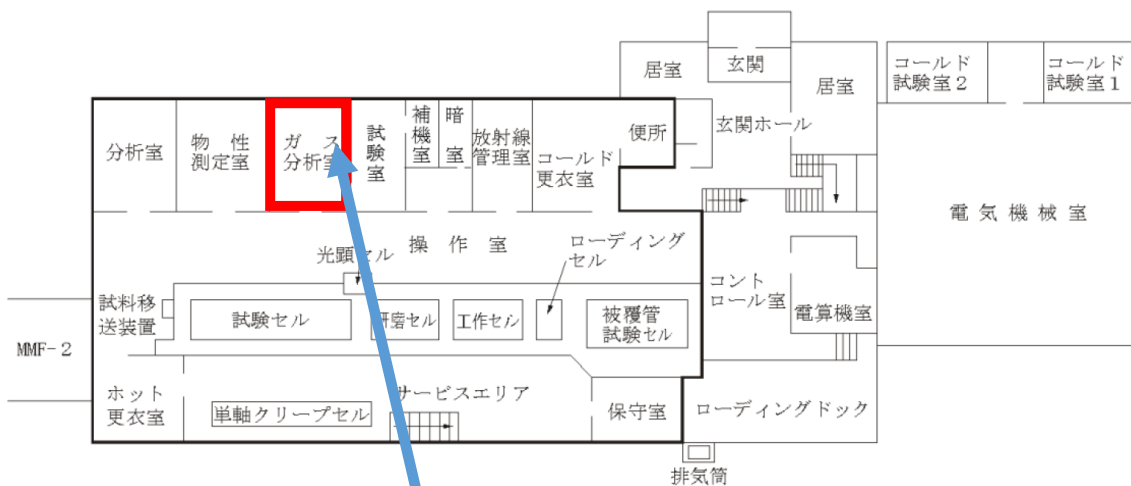 居室
玄関
居室
コールド
試験室2
コールド
試験室1
分析室
物性
測定室
ガス
分析室
試験室
補機室
暗室
放射線
管理室
コールド
更衣室
便所
玄関ホール
電気機械室
操作室
光顕セル
ローディング
セル
コント
ロール室
電算機室
試料移
送装置
試験セル
研磨セル
工作セル
被覆管
試験セル
MMF-2
ホット
更衣室
サービスエリア
単軸クリープセル
保守室
ローディングドック
排気筒